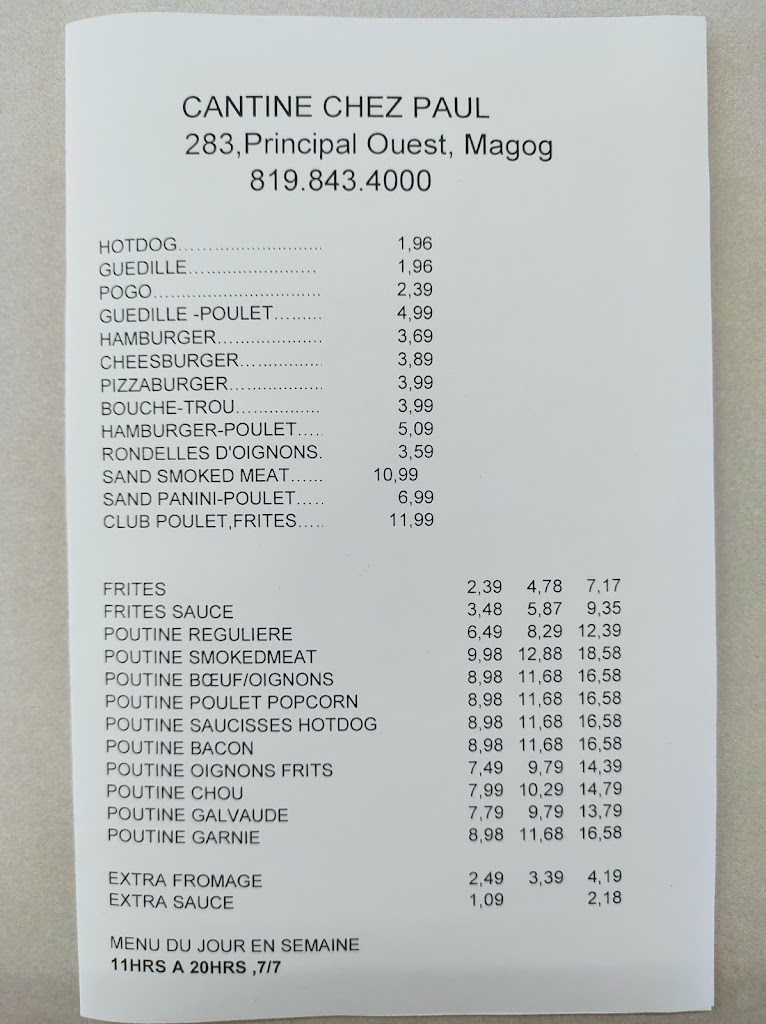 CANTINE CHEZ PAUL
283,Principal Ouest, Magog
819.843.4000
HOTDOG................................ 1,96
GUEDILLE....................... 1,96
POGO.............................. 2,39
GUEDILLE -POULET......... 4,99
HAMBURGER................... 3,69
CHEESBURGER............... 3,89
PIZZABURGER................. 3,99
BOUCHE-TROU............... 3,99
HAMBURGER-POULET..... 5,09
RONDELLES D'OIGNONS. 3,59
SAND SMOKED MEAT...... 10,99
SAND PANINI-POULET..... 6,99
CLUB POULET,FRITES..... 11,99
FRITES 2,39 4,78 7,17
FRITES SAUCE 3,48 5,87 9,35
POUTINE REGULIERE 6,49 8,29 12,39
POUTINE SMOKEDMEAT 9,98 12,88 18,58
POUTINE BŒUF/OIGNONS 8,98 11,68 16,58
POUTINE POULET POPCORN 8,98 11,68 16,58
POUTINE SAUCISSES HOTDOG 8,98 11,68 16,58
POUTINE BACON 8,98 11,68 16,58
POUTINE OIGNONS FRITS 7,49 9,79 14,39
POUTINE CHOU 7,99 10,29 14,79
POUTINE GALVAUDE 7,79 9,79 13,79
POUTINE GARNIE 8,98 11,68 16,58
EXTRA FROMAGE 2,49 3,39 4,19
EXTRA SAUCE 1,09 2,18
MENU DU JOUR EN SEMAINE
11HRS A 20HRS ,7/7